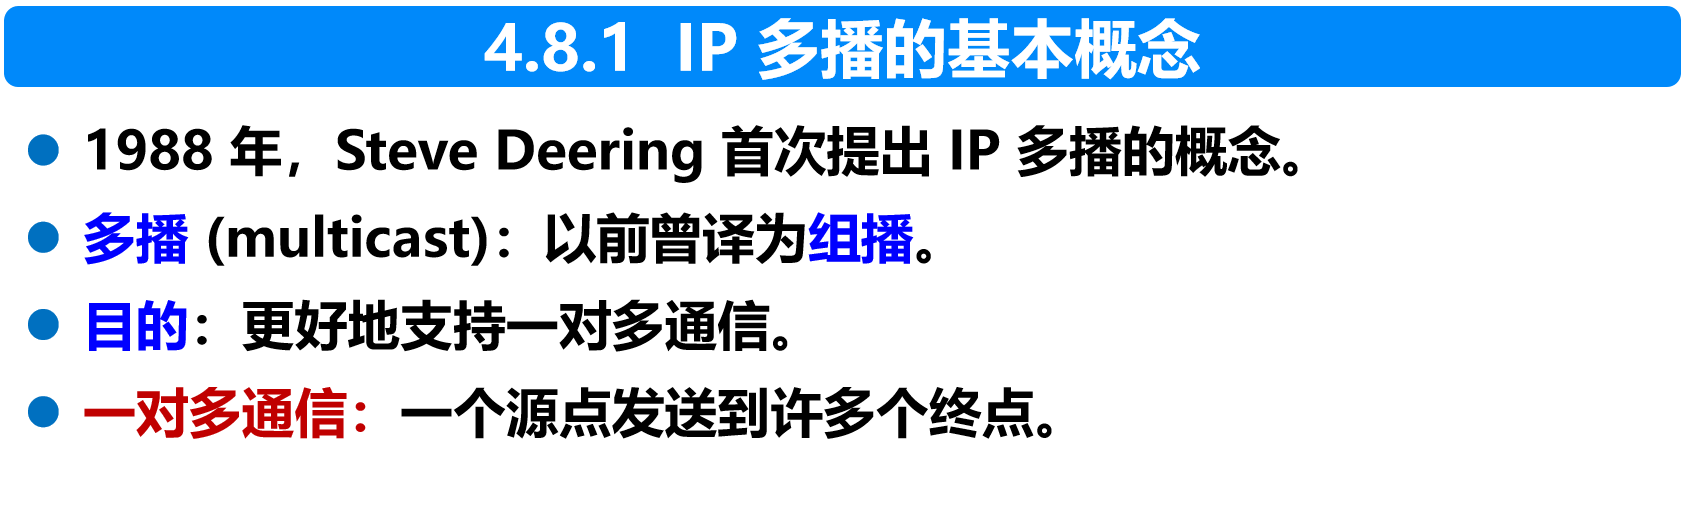 4.8.1 IP 多播的基本概念
1988 年，Steve Deering 首次提出 IP 多播的概念。
多播 (multicast)：以前曾译为组播。
目的：更好地支持一对多通信。
一对多通信：一个源点发送到许多个终点。